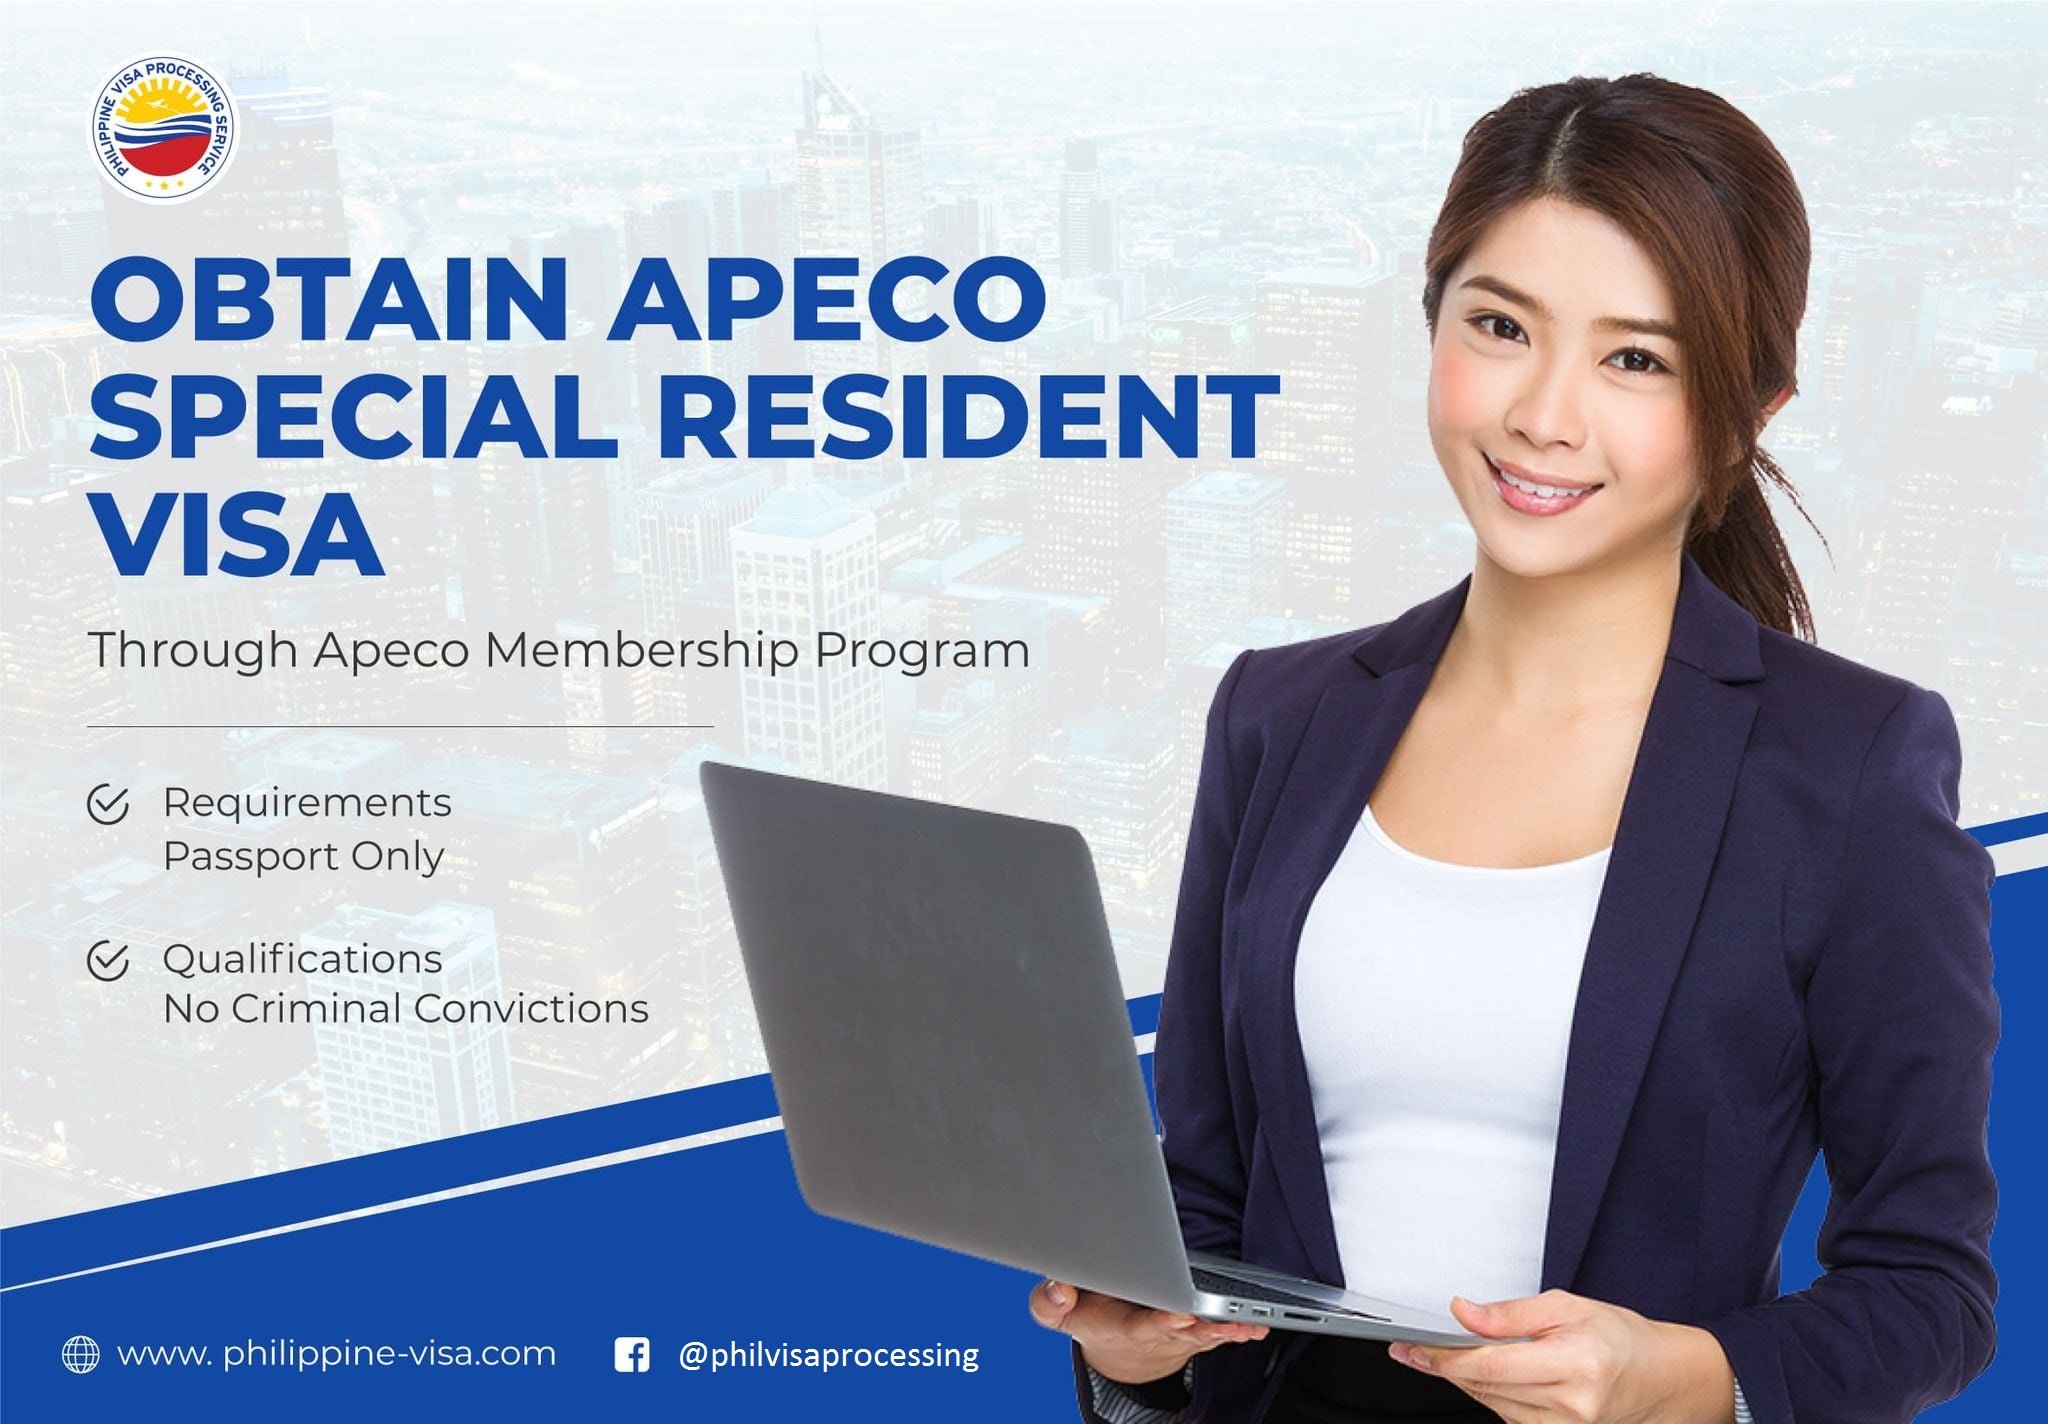 PHILIPPINE VISA PROCESSING SERVICE
OBTAIN APECO
SPECIAL RESIDENT
VISA
Through Apeco Membership Program
Requirements
Passport Only
Qualifications
No Criminal Convictions
www. philippine-visa.com
@philvisaprocessing